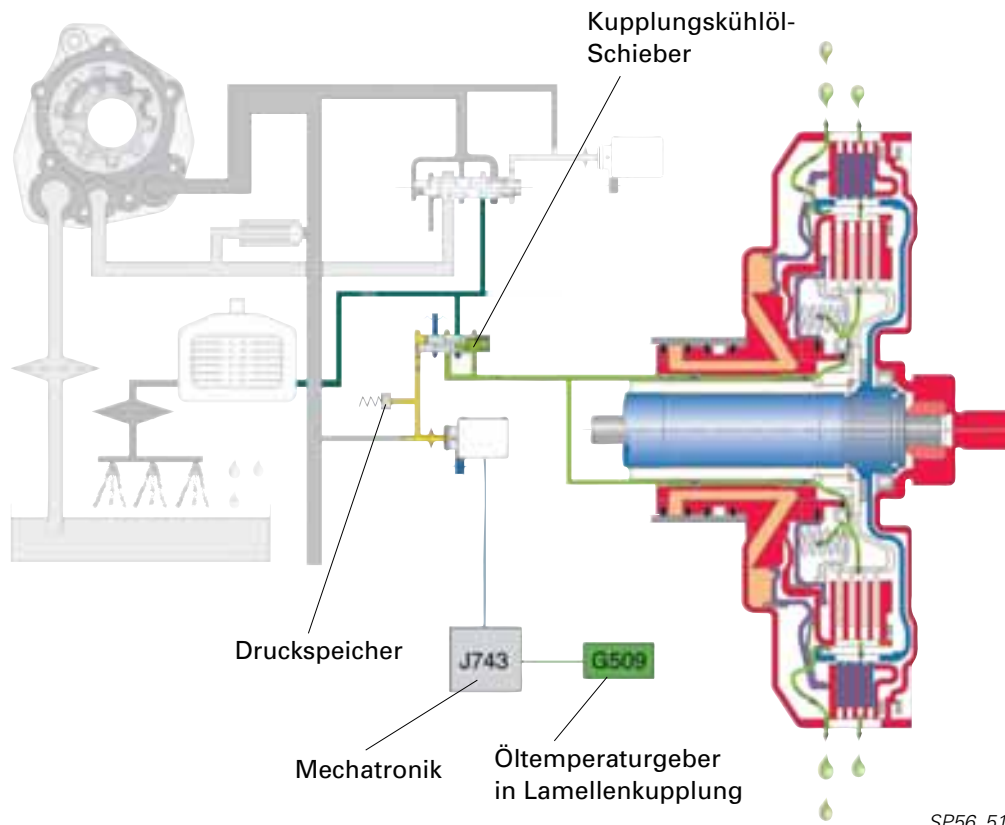 Kupplungskühlöl-
Schieber
Druckspeicher
J743
G509
Mechatronik
Öltemperaturgeber
in Lamellenkupplung
SP56_51